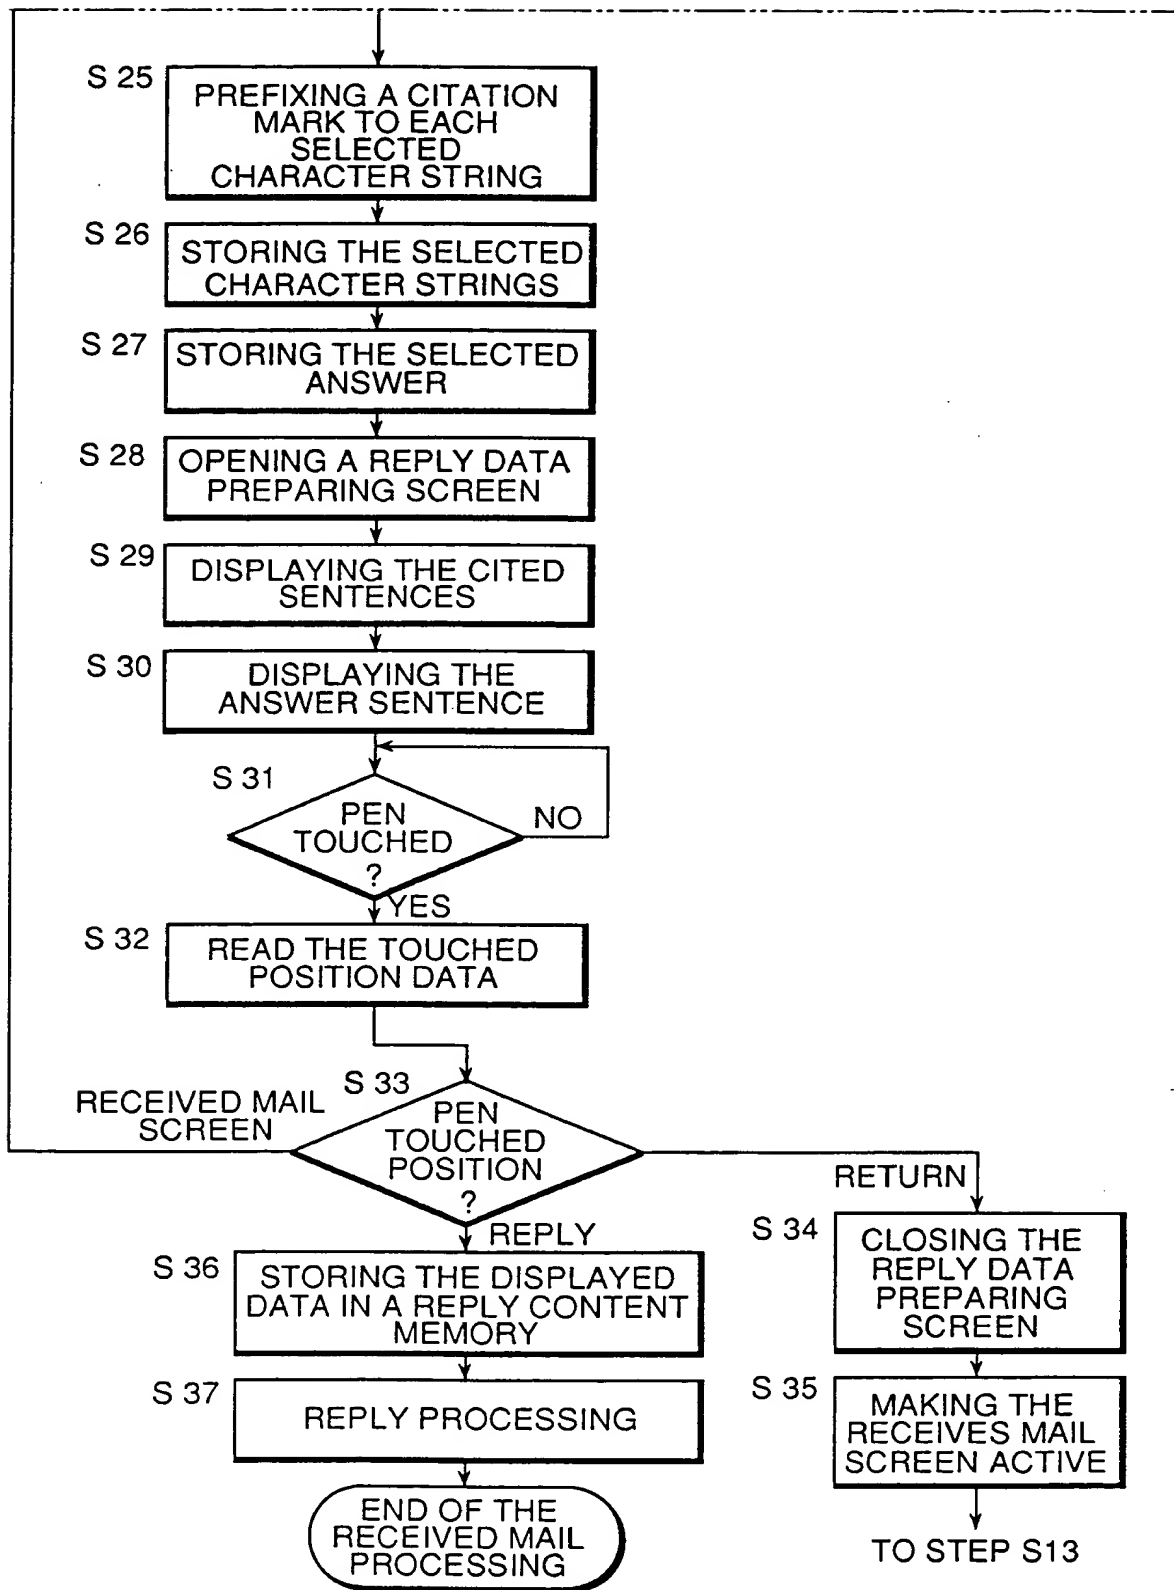 S 25
PREFIXING A CITATION
MARK TO EACH
SELECTED
CHARACTER STRING
S 26
STORING THE SELECTED
CHARACTER STRINGS
S 27
STORING THE SELECTED
ANSWER
S 28
OPENING A REPLY DATA
PREPARING SCREEN
S 29
DISPLAYING THE CITED
SENTENCES
S 30
DISPLAYING THE
ANSWER SENTENCE
S 31
PEN
TOUCHED
?
NO
YES
S 32
READ THE TOUCHED
POSITION DATA
S 33
PEN
TOUCHED
POSITION
?
RECEIVED MAIL
SCREEN
RETURN
REPLY
S 34
CLOSING THE
REPLY DATA
PREPARING
SCREEN
S 36
STORING THE DISPLAYED
DATA IN A REPLY CONTENT
MEMORY
S 35
MAKING THE
RECEIVES MAIL
SCREEN ACTIVE
S 37
REPLY PROCESSING
END OF THE
RECEIVED MAIL
PROCESSING
TO STEP S13